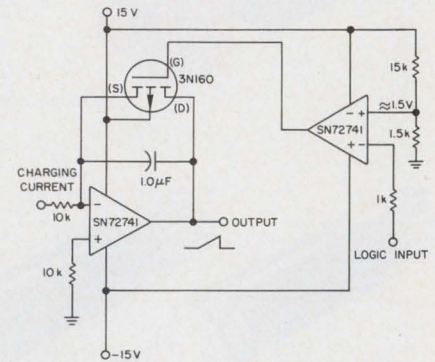 15 V
(G)
3N160
(S)
(D)
15k
≈1.5V
- +
SN72741
+ -
1.5k
1.0μF
CHARGING
CURRENT
10k
-
SN72741
+
OUTPUT
1k
10k
LOGIC INPUT
-15V